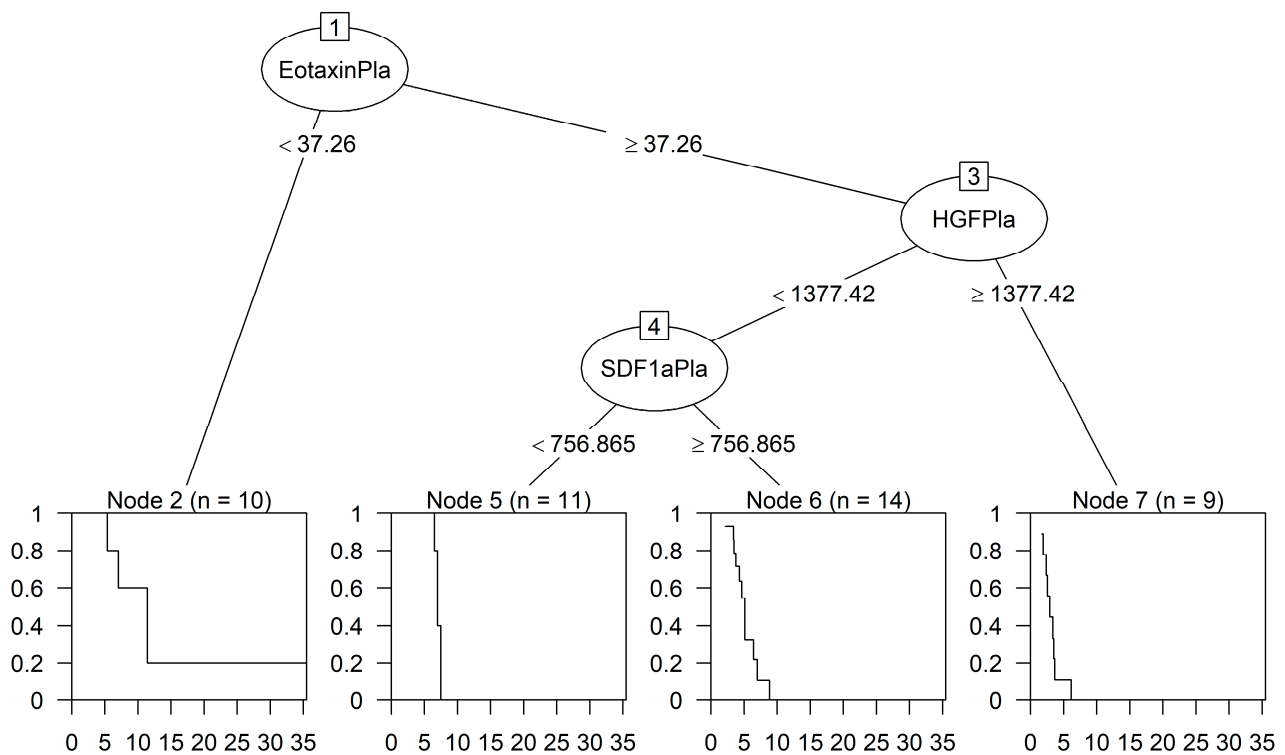 1
EotaxinPla
< 37.26
≥ 37.26
3
HGFPla
< 1377.42
≥ 1377.42
4
SDF1aPla
< 756.865
≥ 756.865
Node 2 (n = 10)
Node 5 (n = 11)
Node 6 (n = 14)
Node 7 (n = 9)
1 1 1 1
0.8 0.8 0.8 0.8
0.6 0.6 0.6 0.6
0.4 0.4 0.4 0.4
0.2 0.2 0.2 0.2
0 0 0 0
0 5 10 15 20 25 30 35 0 5 10 15 20 25 30 35 0 5 10 15 20 25 30 35 0 5 10 15 20 25 30 35